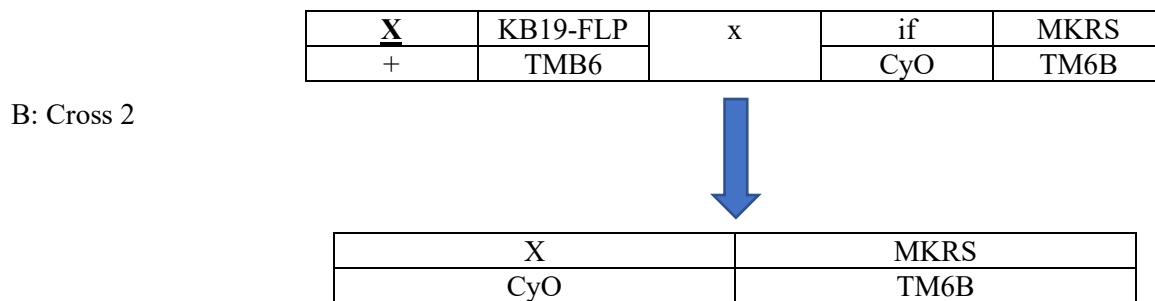 X KB19-FLP x if MKRS
+ TMB6 CyO TM6B
B: Cross 2
X MKRS
CyO TM6B